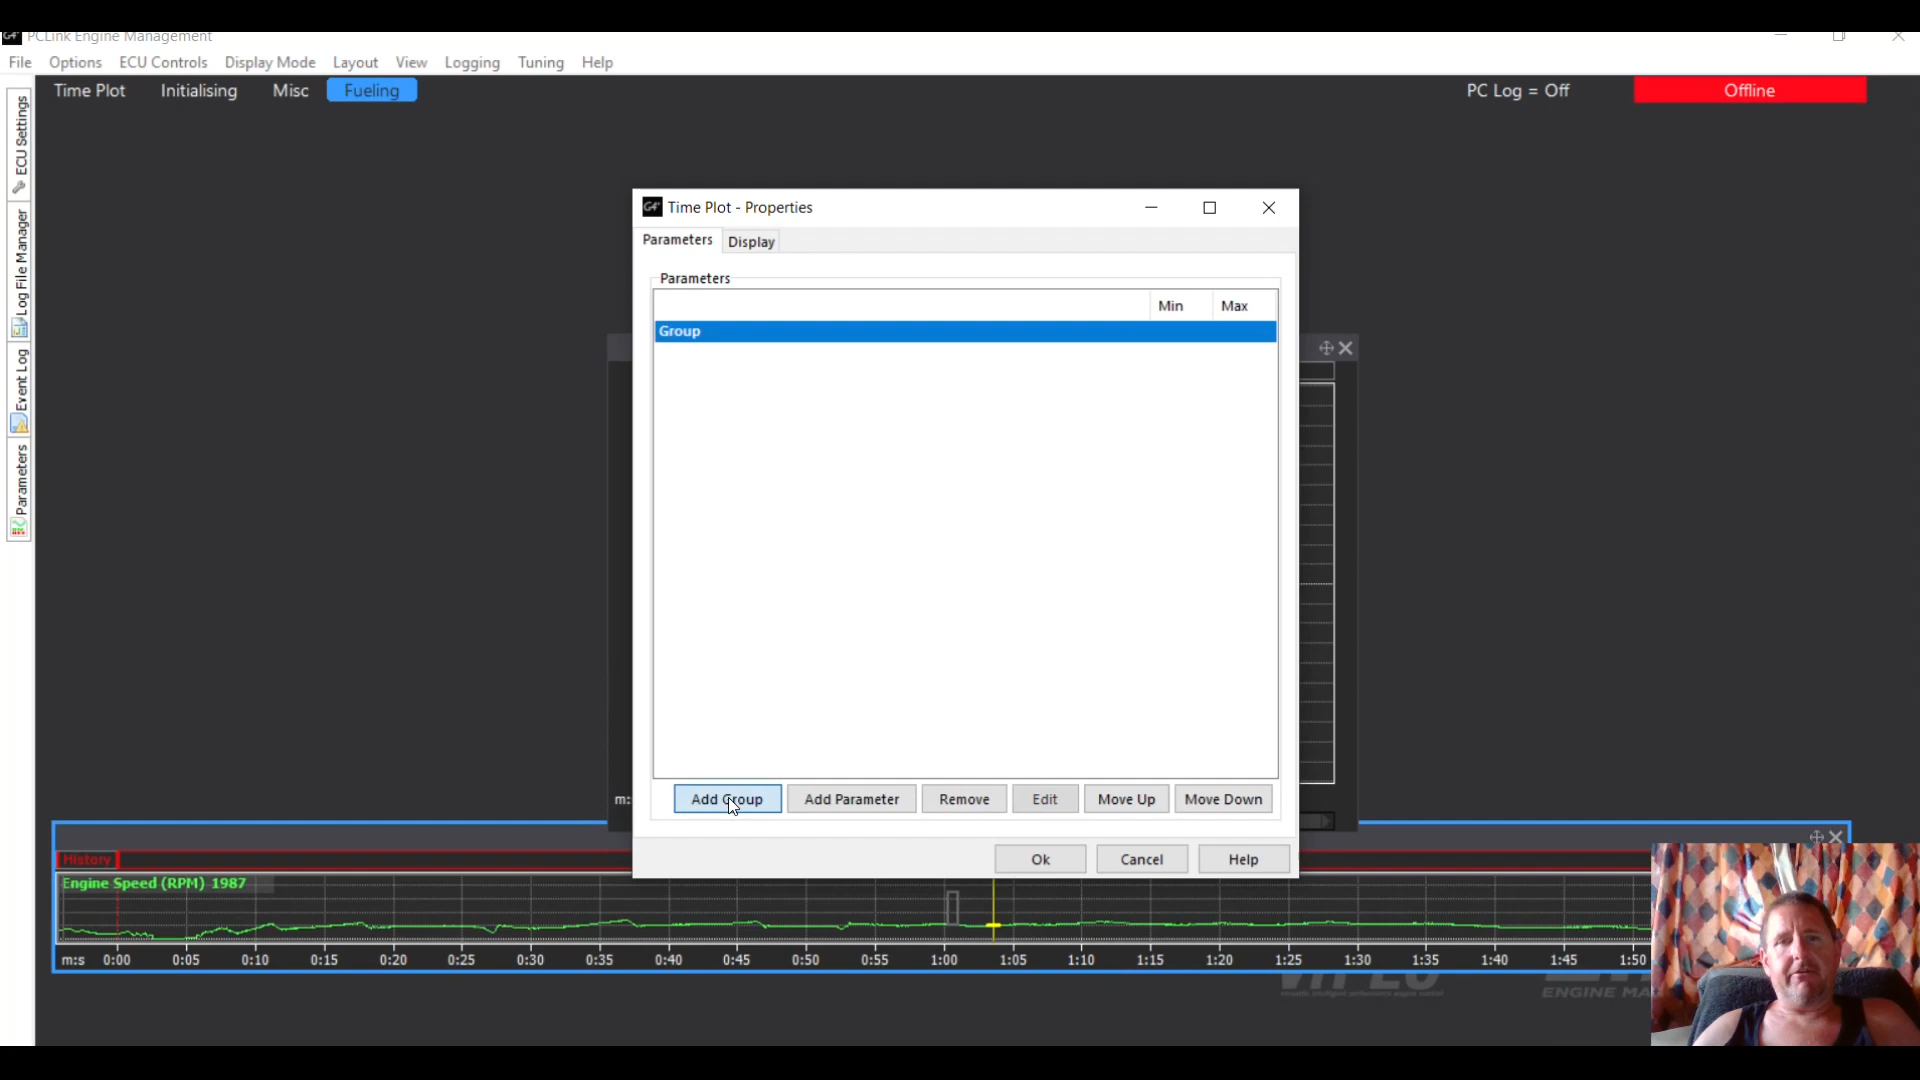 G4+ PCLink Engine Management
File Options ECU Controls Display Mode Layout View Logging Tuning Help
Time Plot Initialising Misc Fueling PC Log = Off Offline
ECU Settings
Log File Manager
Event Log
Parameters
G4+ Time Plot - Properties
Parameters Display
Parameters
Min Max
Group
Add Group Add Parameter Remove Edit Move Up Move Down
Ok Cancel Help
m:
History
Engine Speed (RPM) 1987
m:s 0:00 0:05 0:10 0:15 0:20 0:25 0:30 0:35 0:40 0:45 0:50 0:55 1:00 1:05 1:10 1:15 1:20 1:25 1:30 1:35 1:40 1:45 1:50
ENGINE MA